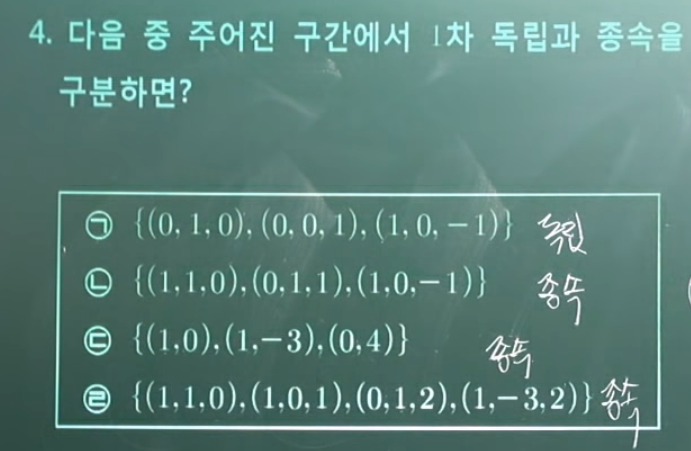 4. 다음 중 주어진 구간에서 1차 독립과 종속을
구분하면?
㉠ {(0, 1, 0), (0, 0, 1), (1, 0, −1)} 독립
㉡ {(1,1,0),(0,1,1),(1,0,−1)} 종속
㉢ {(1,0),(1,−3),(0,4)} 종속
㉣ {(1,1,0),(1,0,1),(0,1,2),(1,−3,2)} 종속